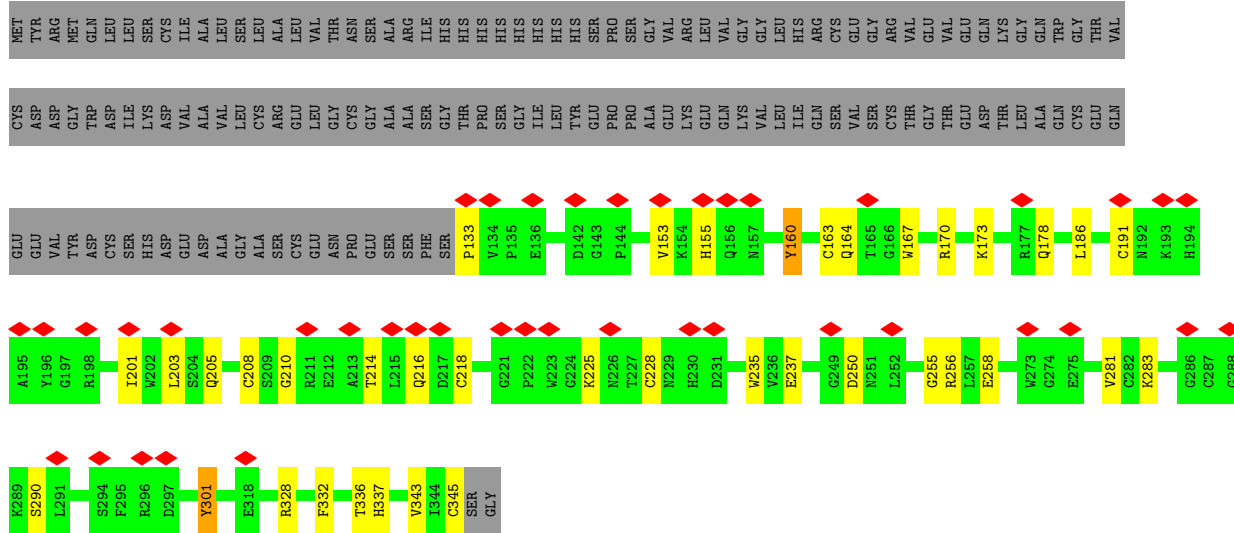 MET TYR ARG MET GLN LEU LEU SER CYS ILE ALA LEU SER LEU ALA LEU VAL THR ASN SER ALA ARG ILE HIS HIS HIS HIS HIS HIS HIS HIS SER PRO SER GLY VAL ARG LEU VAL GLY GLY LEU HIS ARG CYS GLU GLY ARG VAL GLU VAL GLU GLN LYS GLY GLN TRP GLY THR VAL
CYS ASP ASP GLY TRP ASP ILE LYS ASP VAL ALA VAL LEU CYS ARG GLU LEU GLY CYS GLY ALA ALA SER GLY THR PRO SER GLY ILE LEU TYR GLU PRO PRO ALA GLU LYS GLU GLN LYS VAL LEU ILE GLN SER VAL SER CYS THR GLY THR GLU ASP THR LEU ALA GLN CYS GLU GLN
GLU GLU VAL TYR ASP CYS SER HIS ASP GLU ASP ALA GLY ALA SER CYS GLU ASN PRO GLU SER SER PHE SER P133 V134 P135 E136 D142 G143 P144 V153 K154 H155 Q156 N157 Y160 C163 Q164 T165 G166 W167 R170 K173 R177 Q178 L186 C191 N192 K193 H194
A195 Y196 G197 R198 I201 W202 L203 S204 Q205 C208 S209 G210 R211 E212 A213 T214 L215 Q216 D217 C218 G221 P222 W223 G224 K225 N226 T227 C228 N229 H230 D231 W235 V236 E237 G249 D250 N251 L252 G255 R256 L257 E258 W273 G274 E275 V281 C282 K283 G286 C287 G288
K289 S290 L291 S294 F295 R296 D297 Y301 E318 R328 F332 T336 H337 V343 I344 C345 SER GLY